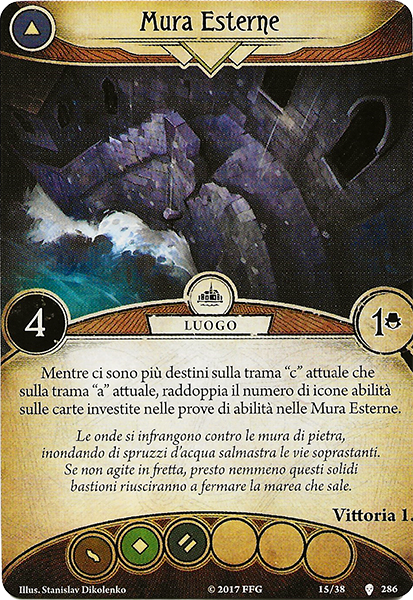 Mura Esterne
4
LUOGO
1
Mentre ci sono più destini sulla trama “c” attuale che
sulla trama “a” attuale, raddoppia il numero di icone abilità
sulle carte investite nelle prove di abilità nelle Mura Esterne.
Le onde si infrangono contro le mura di pietra,
inondando di spruzzi d'acqua salmastra le vie soprastanti.
Se non agite in fretta, presto nemmeno questi solidi
bastioni riusciranno a fermare la marea che sale.
Vittoria 1.
Illus. Stanislav Dikolenko © 2017 FFG 15/38 286